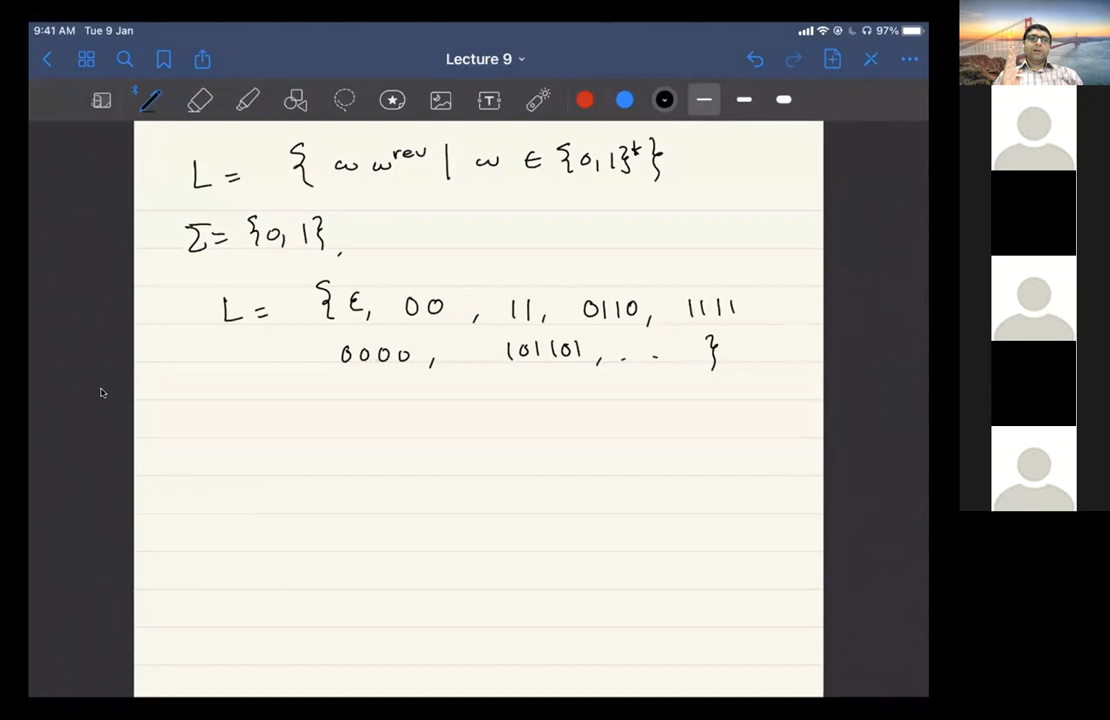 9:41 AM Tue 9 Jan
97%
Lecture 9
L = { ω ω^rev | ω ∈ {0,1}* }
Σ = {0, 1}.
L = { ε, 00 , 11, 0110, 1111
0000, 101101, . . }